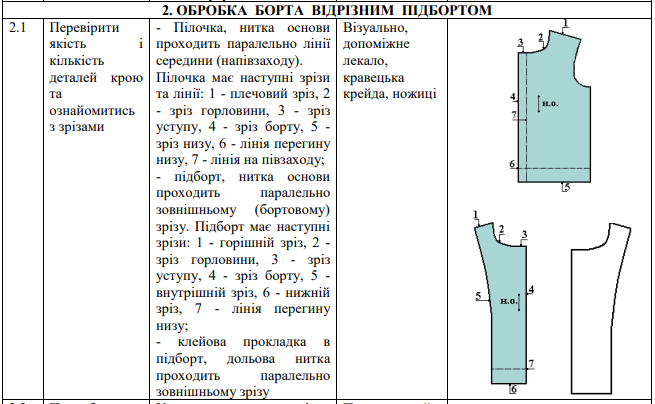 2. ОБРОБКА БОРТА ВІДРІЗНИМ ПІДБОРТОМ
2.1
Перевірити
якість і
кількість
деталей крою
та
ознайомитись
з зрізами
- Пілочка, нитка основи
проходить паралельно лінії
середини (напівзаходу).
Пілочка має наступні зрізи
та лінії: 1 - плечовий зріз, 2
- зріз горловини, 3 - зріз
уступу, 4 - зріз борту, 5 -
зріз низу, 6 - лінія перегину
низу, 7 - лінія на півзаходу;
- підборт, нитка основи
проходить паралельно
зовнішньому (бортовому)
зрізу. Підборт має наступні
зрізи: 1 - горішній зріз, 2 -
зріз горловини, 3 - зріз
уступу, 4 - зріз борту, 5 -
внутрішній зріз, 6 - нижній
зріз, 7 - лінія перегину
низу;
- клейова прокладка в
підборт, дольова нитка
проходить паралельно
зовнішньому зрізу
Візуально,
допоміжне
лекало,
кравецька
крейда, ножиці
1
2
3
4
н.о.
7
6
5
1
2
3
4
5
н.о.
7
6